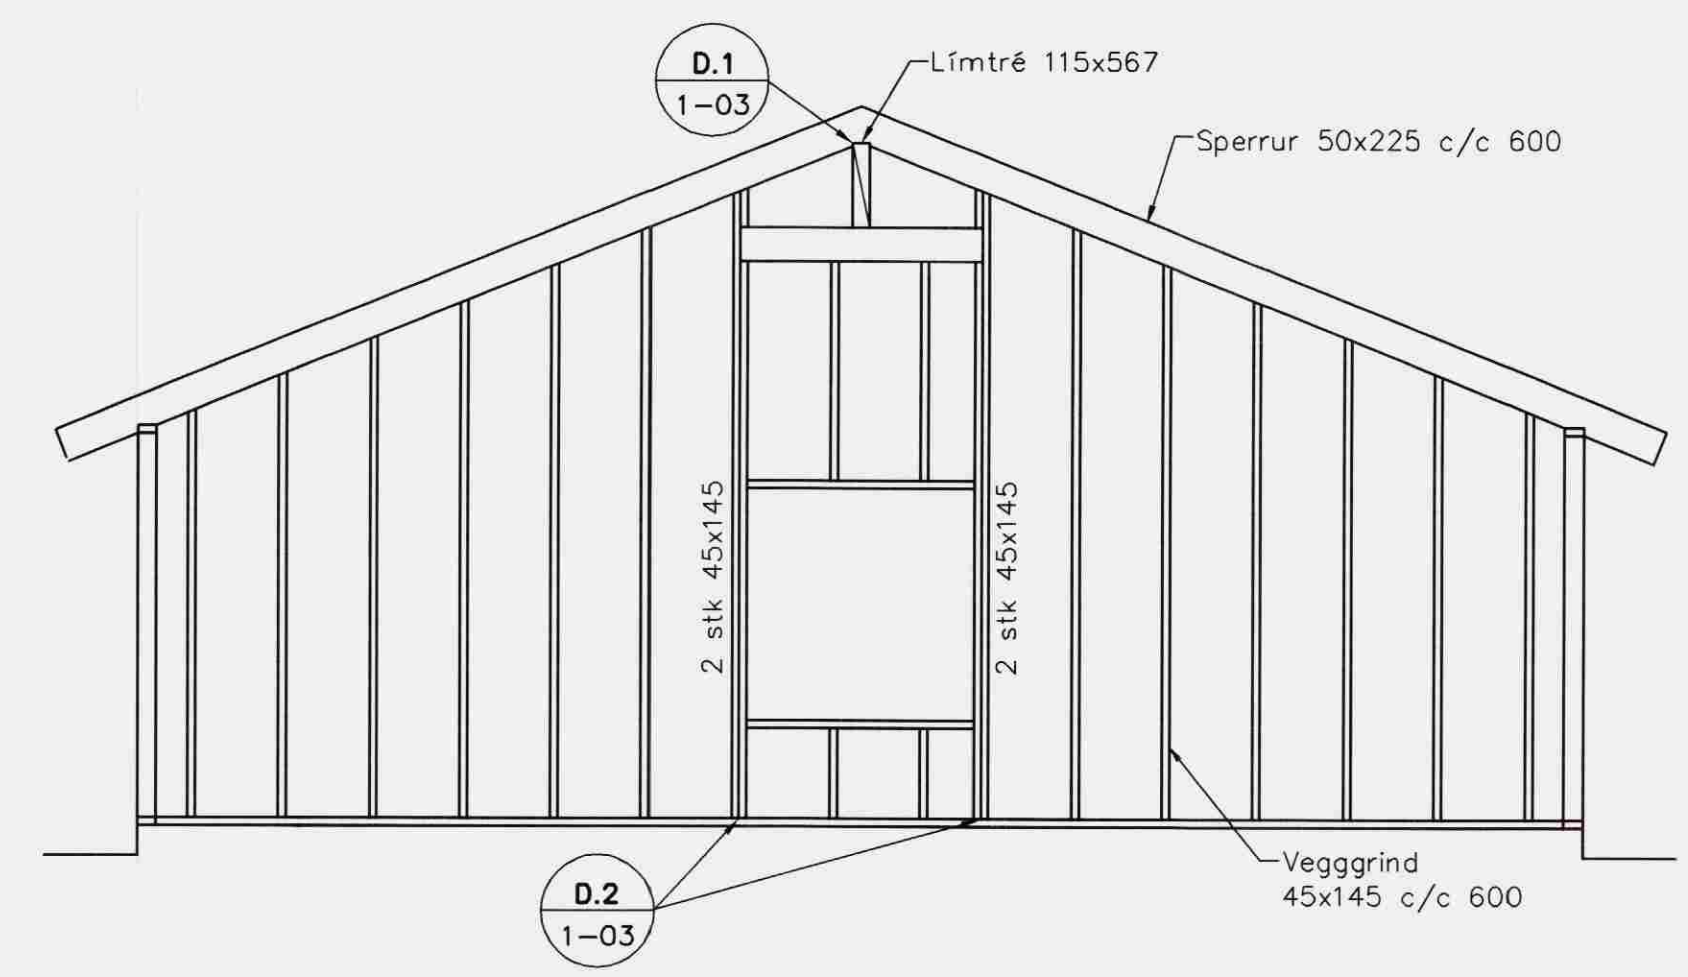 D.1
1-03
Límtré 115x567
Sperrur 50x225 c/c 600
2 stk 45x145
2 stk 45x145
D.2
1-03
Vegggrind
45x145 c/c 600